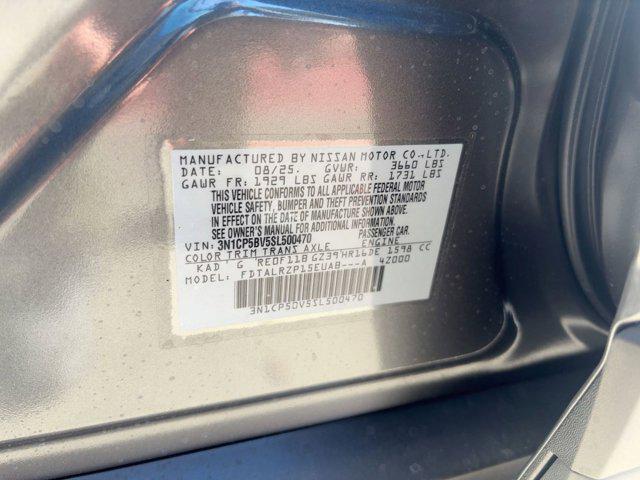 MANUFACTURED BY NISSAN MOTOR CO., LTD.
DATE: 08/25. GVWR: 3660 LBS
GAWR FR: 1929 LBS GAWR RR: 1731 LBS
THIS VEHICLE CONFORMS TO ALL APPLICABLE FEDERAL MOTOR
VEHICLE SAFETY, BUMPER AND THEFT PREVENTION STANDARDS
IN EFFECT ON THE DATE OF MANUFACTURE SHOWN ABOVE.
SEE OWNER'S MANUAL FOR ADDITIONAL INFORMATION.
VIN: 3N1CP5BV5SL500470 PASSENGER CAR.
COLOR TRIM TRANS AXLE ENGINE
KAD G RE0F11B GZ39 HR16DE 1598 CC
MODEL: FDTALRZP15EUAB---A 4Z000
3N1CP5DV5SL500470